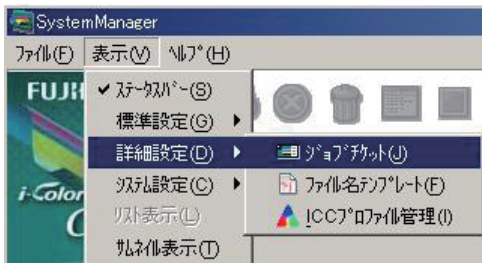 SystemManager
ﾌｧｲﾙ(F) 表示(V) ﾍﾙﾌﾟ(H)
FUJI
ｽﾃｰﾀｽﾊﾞｰ(S)
標準設定(G)
詳細設定(D)
ｼﾞｮﾌﾞﾁｹｯﾄ(J)
ｼｽﾃﾑ設定(C)
ﾌｧｲﾙ名ﾃﾝﾌﾟﾚｰﾄ(F)
i-Color
ﾘｽﾄ表示(L)
ICCﾌﾟﾛﾌｧｲﾙ管理(I)
C
ｻﾑﾈｲﾙ表示(T)